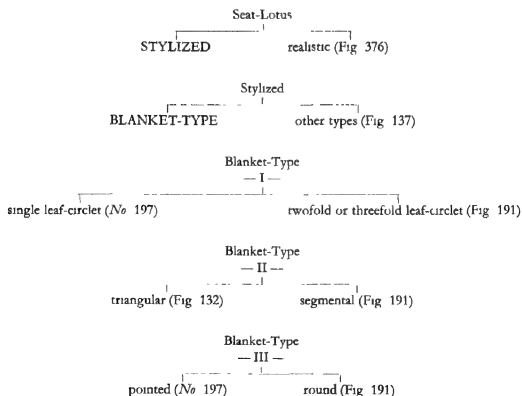 Seat-Lotus
STYLIZED realistic (Fig 376)
Stylized
BLANKET-TYPE other types (Fig 137)
Blanket-Type
— I —
single leaf-circlet (No 197) twofold or threefold leaf-circlet (Fig 191)
Blanket-Type
— II —
triangular (Fig 132) segmental (Fig 191)
Blanket-Type
— III —
pointed (No 197) round (Fig 191)